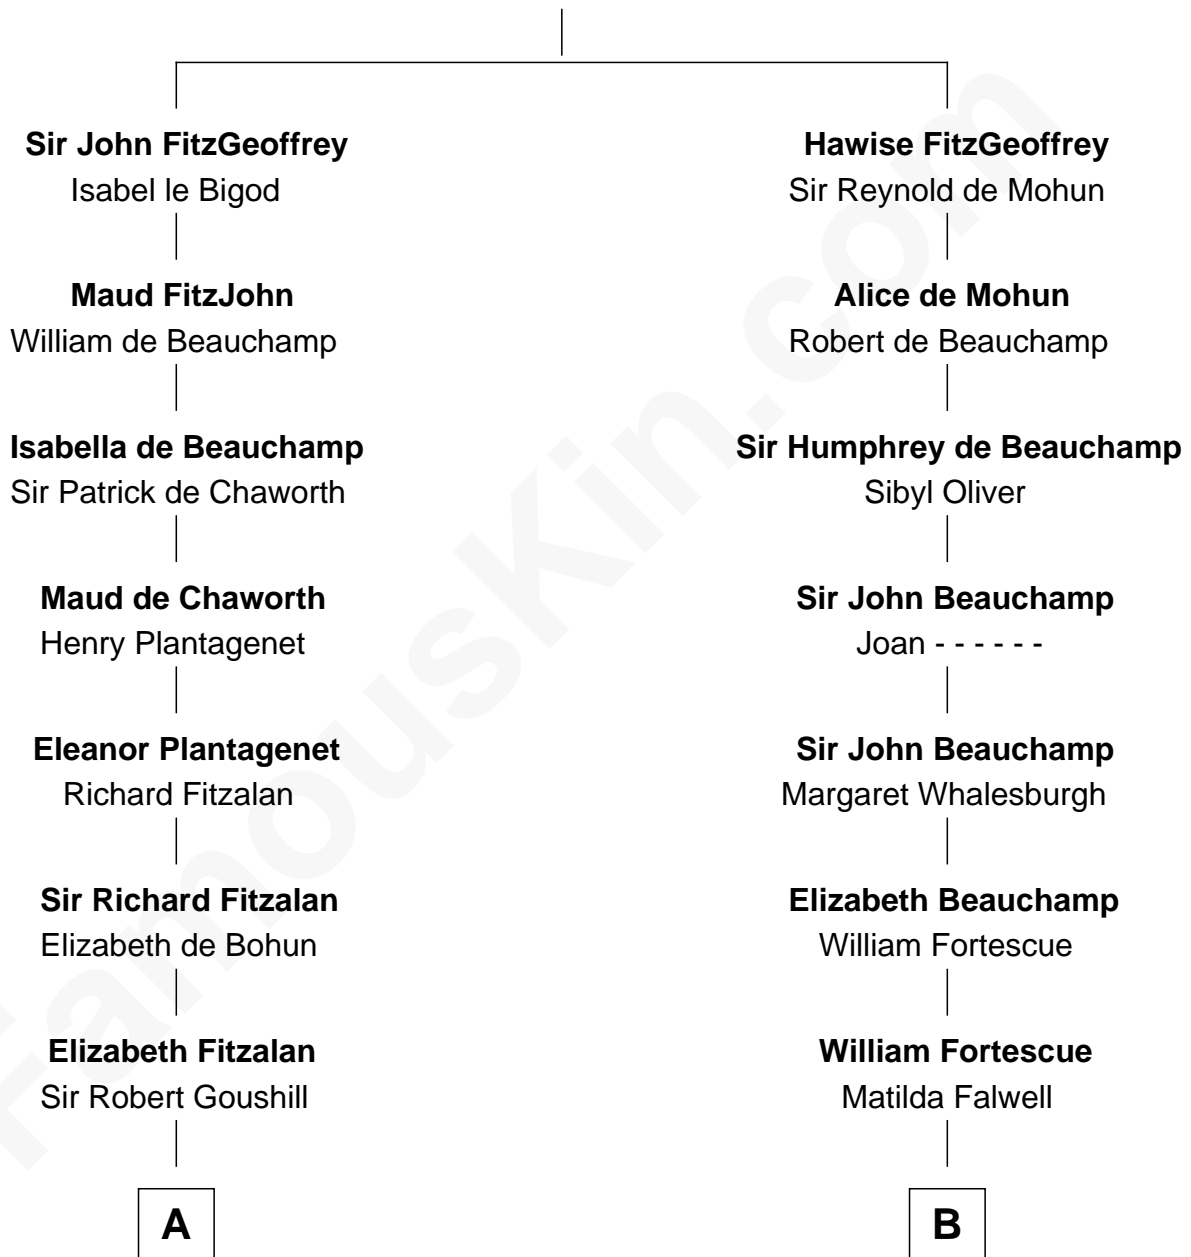 Sir John FitzGeoffrey
Isabel le Bigod
Maud FitzJohn
William de Beauchamp
Isabella de Beauchamp
Sir Patrick de Chaworth
Maud de Chaworth
Henry Plantagenet
Eleanor Plantagenet
Richard Fitzalan
Sir Richard Fitzalan
Elizabeth de Bohun
Elizabeth Fitzalan
Sir Robert Goushill
A
Hawise FitzGeoffrey
Sir Reynold de Mohun
Alice de Mohun
Robert de Beauchamp
Sir Humphrey de Beauchamp
Sibyl Oliver
Sir John Beauchamp
Joan - - - - - -
Sir John Beauchamp
Margaret Whalesburgh
Elizabeth Beauchamp
William Fortescue
William Fortescue
Matilda Falwell
B
FamousKin.com